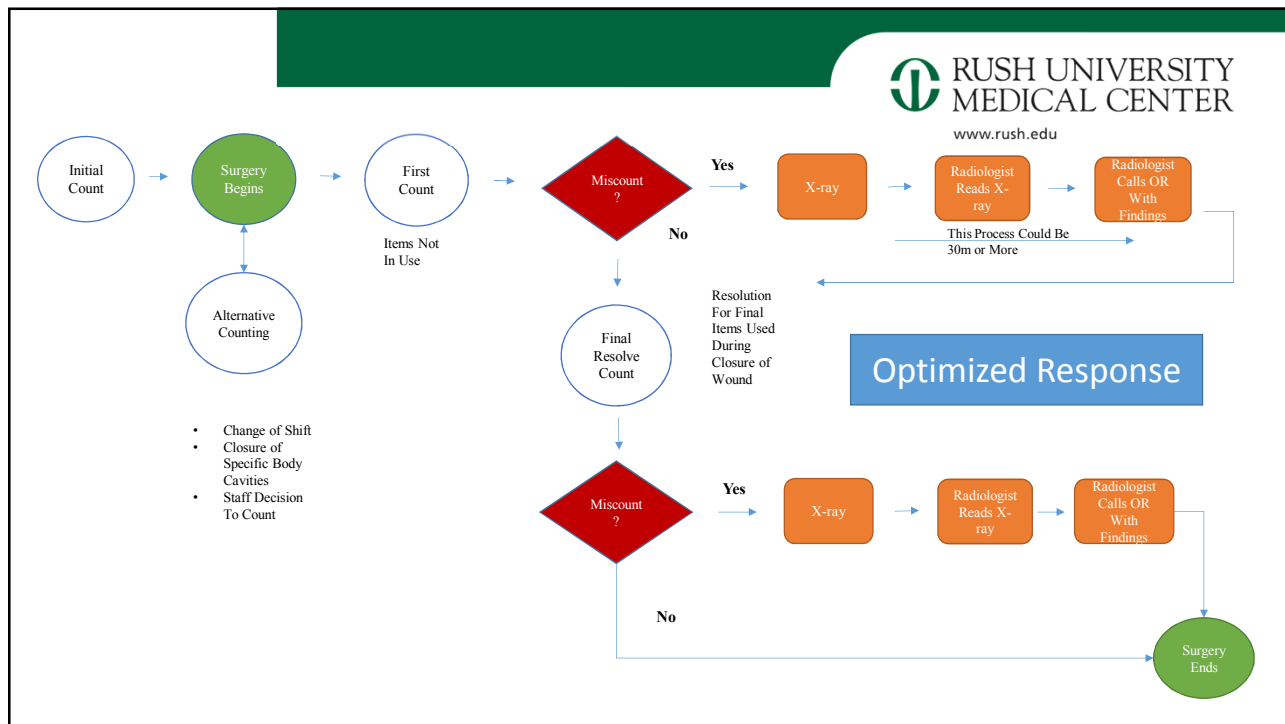 RUSH UNIVERSITY
MEDICAL CENTER
www.rush.edu
Initial
Count
Surgery
Begins
First
Count
Items Not
In Use
Miscount
?
Yes
No
X-ray
Radiologist
Reads X-
ray
Radiologist
Calls OR
With
Findings
This Process Could Be
30m or More
Alternative
Counting
• Change of Shift
• Closure of
Specific Body
Cavities
• Staff Decision
To Count
Final
Resolve
Count
Resolution
For Final
Items Used
During
Closure of
Wound
Optimized Response
Miscount
?
Yes
No
X-ray
Radiologist
Reads X-
ray
Radiologist
Calls OR
With
Findings
Surgery
Ends